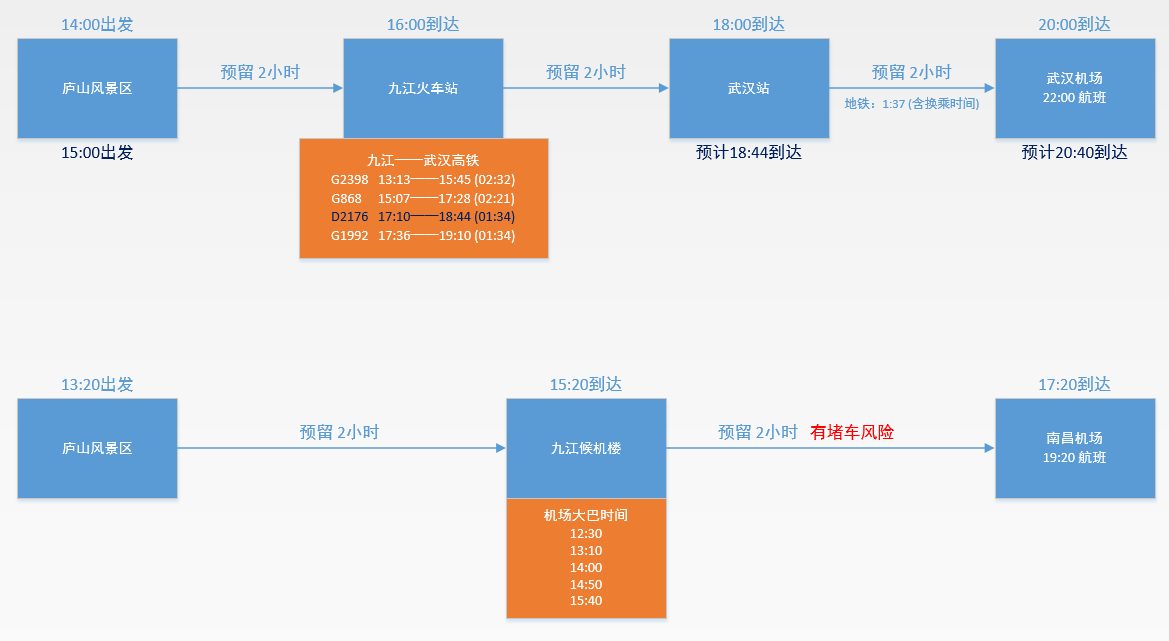 14:00出发
16:00到达
18:00到达
20:00到达
庐山风景区
预留 2小时
九江火车站
预留 2小时
武汉站
预留 2小时
地铁：1:37 (含换乘时间)
武汉机场
22:00 航班
15:00出发
预计18:44到达
预计20:40到达
九江——武汉高铁
G2398 13:13——15:45 (02:32)
G868 15:07——17:28 (02:21)
D2176 17:10——18:44 (01:34)
G1992 17:36——19:10 (01:34)
13:20出发
15:20到达
17:20到达
庐山风景区
预留 2小时
九江候机楼
预留 2小时 有堵车风险
南昌机场
19:20 航班
机场大巴时间
12:30
13:10
14:00
14:50
15:40